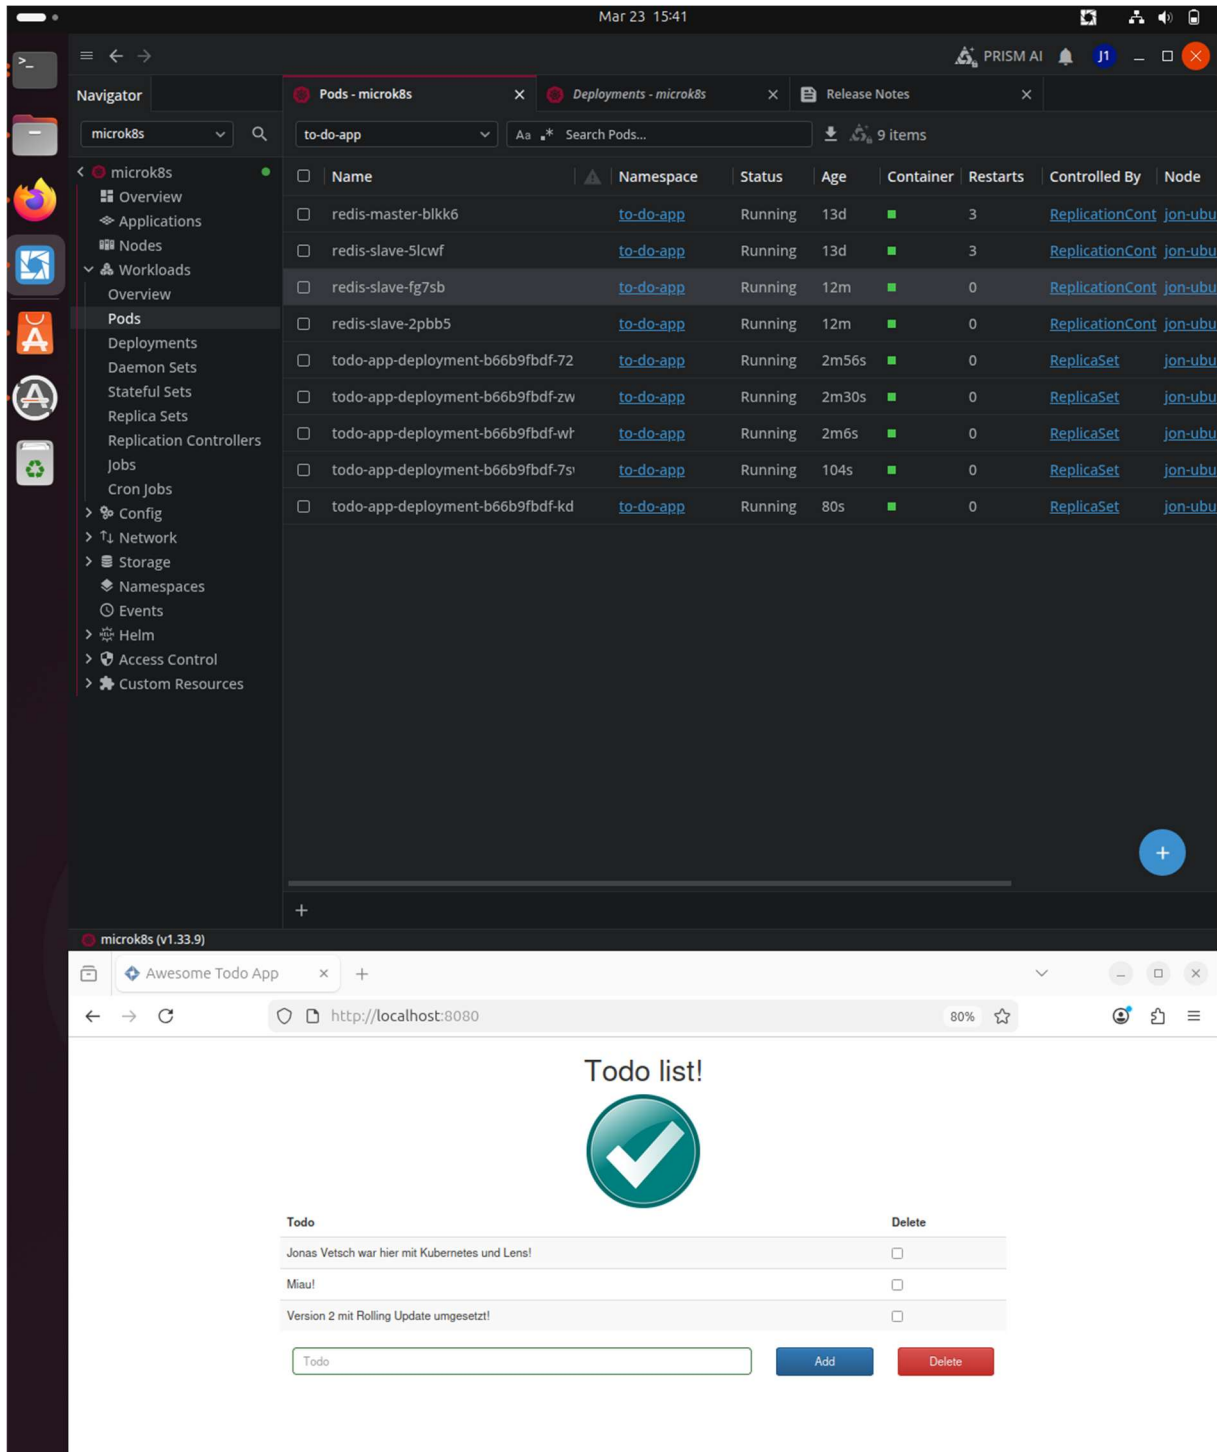 Mar 23 15:41
PRISM AI J1
Navigator
Pods - microk8s
Deployments - microk8s
Release Notes
microk8s
to-do-app
Aa .* Search Pods...
9 items
microk8s
Overview
Applications
Nodes
Workloads
Overview
Pods
Deployments
Daemon Sets
Stateful Sets
Replica Sets
Replication Controllers
Jobs
Cron Jobs
Config
Network
Storage
Namespaces
Events
Helm
Access Control
Custom Resources
Name Namespace Status Age Container Restarts Controlled By Node
redis-master-blkk6 to-do-app Running 13d 3 ReplicationCont jon-ubu
redis-slave-5lcwf to-do-app Running 13d 3 ReplicationCont jon-ubu
redis-slave-fg7sb to-do-app Running 12m 0 ReplicationCont jon-ubu
redis-slave-2pbb5 to-do-app Running 12m 0 ReplicationCont jon-ubu
todo-app-deployment-b66b9fbdf-72 to-do-app Running 2m56s 0 ReplicaSet jon-ubu
todo-app-deployment-b66b9fbdf-zw to-do-app Running 2m30s 0 ReplicaSet jon-ubu
todo-app-deployment-b66b9fbdf-wh to-do-app Running 2m6s 0 ReplicaSet jon-ubu
todo-app-deployment-b66b9fbdf-7s to-do-app Running 104s 0 ReplicaSet jon-ubu
todo-app-deployment-b66b9fbdf-kd to-do-app Running 80s 0 ReplicaSet jon-ubu
microk8s (v1.33.9)
Awesome Todo App
http://localhost:8080 80%
Todo list!
Todo Delete
Jonas Vetsch war hier mit Kubernetes und Lens!
Miau!
Version 2 mit Rolling Update umgesetzt!
Todo Add Delete